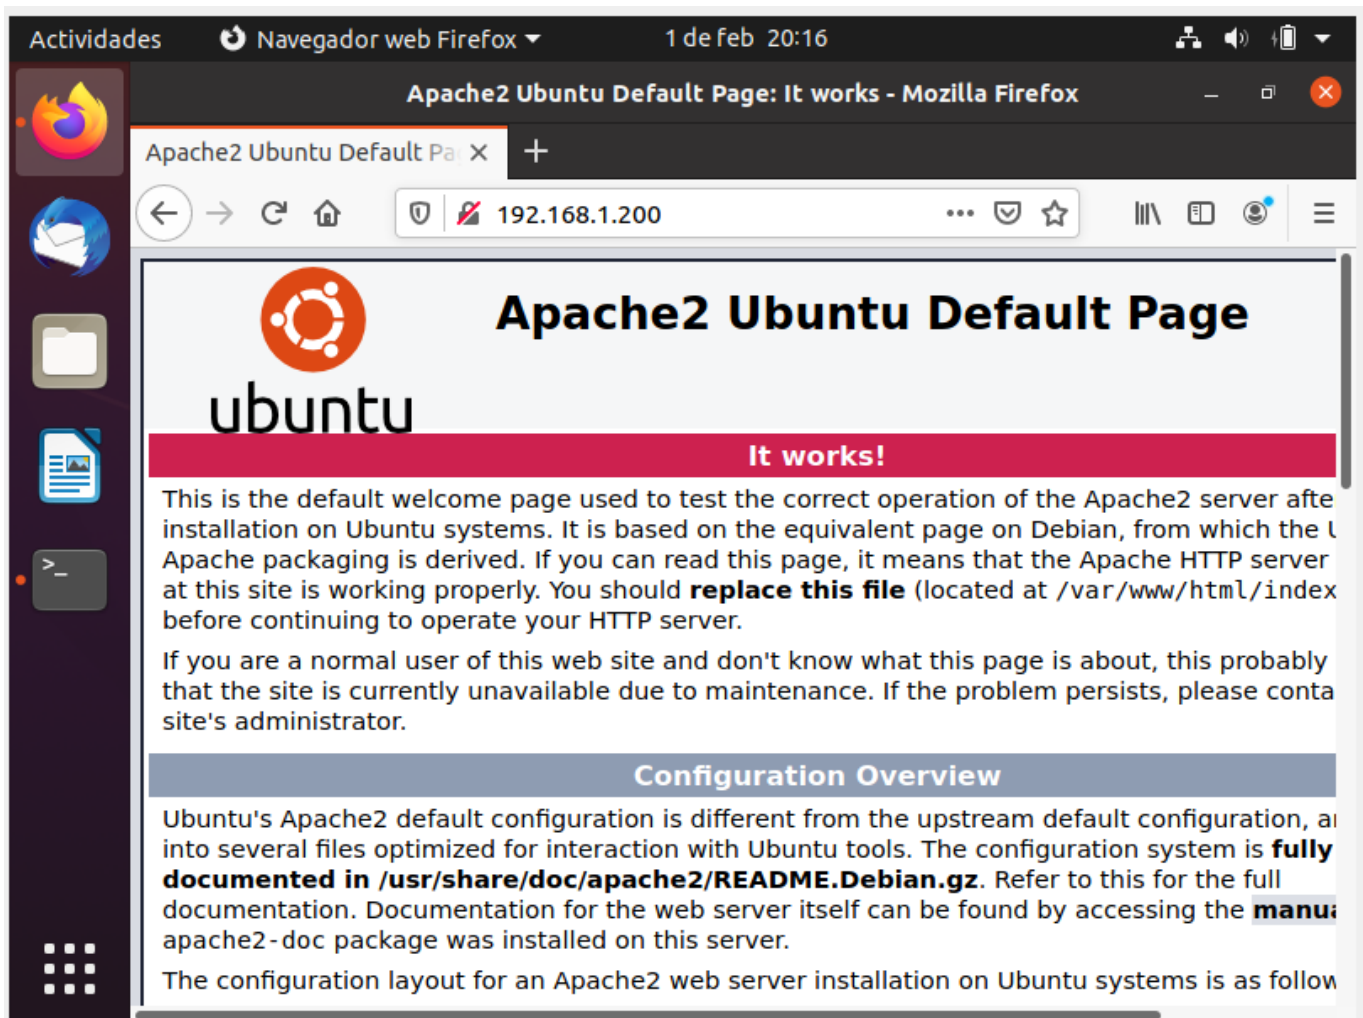 Actividades Navegador web Firefox 1 de feb 20:16
Apache2 Ubuntu Default Page: It works - Mozilla Firefox
Apache2 Ubuntu Default Pa
192.168.1.200
Apache2 Ubuntu Default Page
ubuntu
It works!
This is the default welcome page used to test the correct operation of the Apache2 server afte
installation on Ubuntu systems. It is based on the equivalent page on Debian, from which the U
Apache packaging is derived. If you can read this page, it means that the Apache HTTP server
at this site is working properly. You should replace this file (located at /var/www/html/index
before continuing to operate your HTTP server.
If you are a normal user of this web site and don't know what this page is about, this probably
that the site is currently unavailable due to maintenance. If the problem persists, please conta
site's administrator.
Configuration Overview
Ubuntu's Apache2 default configuration is different from the upstream default configuration, a
into several files optimized for interaction with Ubuntu tools. The configuration system is fully
documented in /usr/share/doc/apache2/README.Debian.gz. Refer to this for the full
documentation. Documentation for the web server itself can be found by accessing the manua
apache2-doc package was installed on this server.
The configuration layout for an Apache2 web server installation on Ubuntu systems is as follow